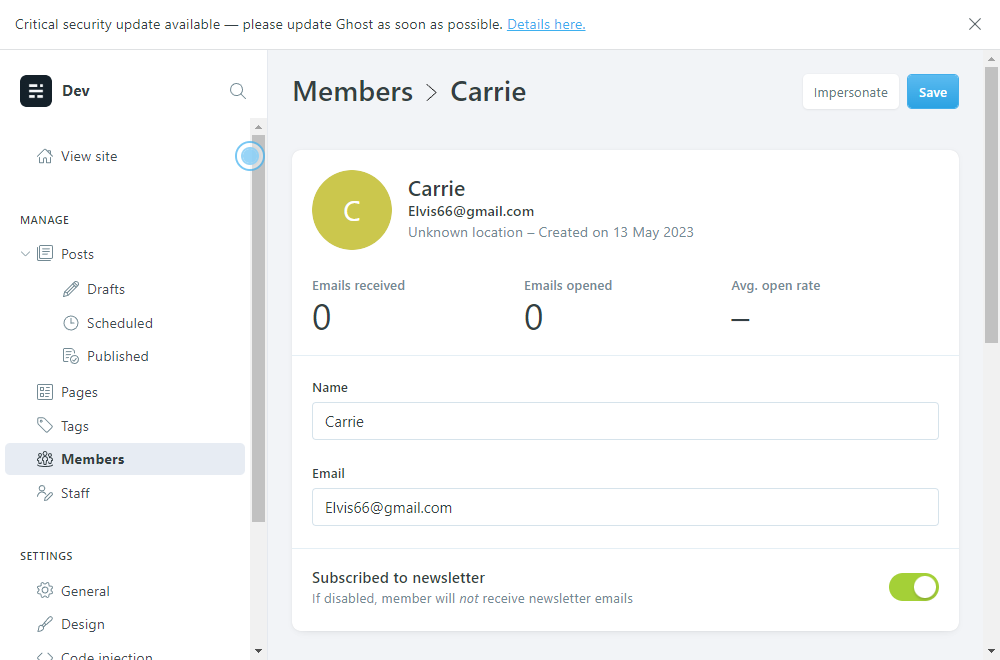 Critical security update available — please update Ghost as soon as possible. Details here.
Dev
View site
MANAGE
Posts
Drafts
Scheduled
Published
Pages
Tags
Members
Staff
SETTINGS
General
Design
Code injection
Members > Carrie
Impersonate
Save
C
Carrie
Elvis66@gmail.com
Unknown location – Created on 13 May 2023
Emails received
0
Emails opened
0
Avg. open rate
–
Name
Carrie
Email
Elvis66@gmail.com
Subscribed to newsletter
If disabled, member will not receive newsletter emails